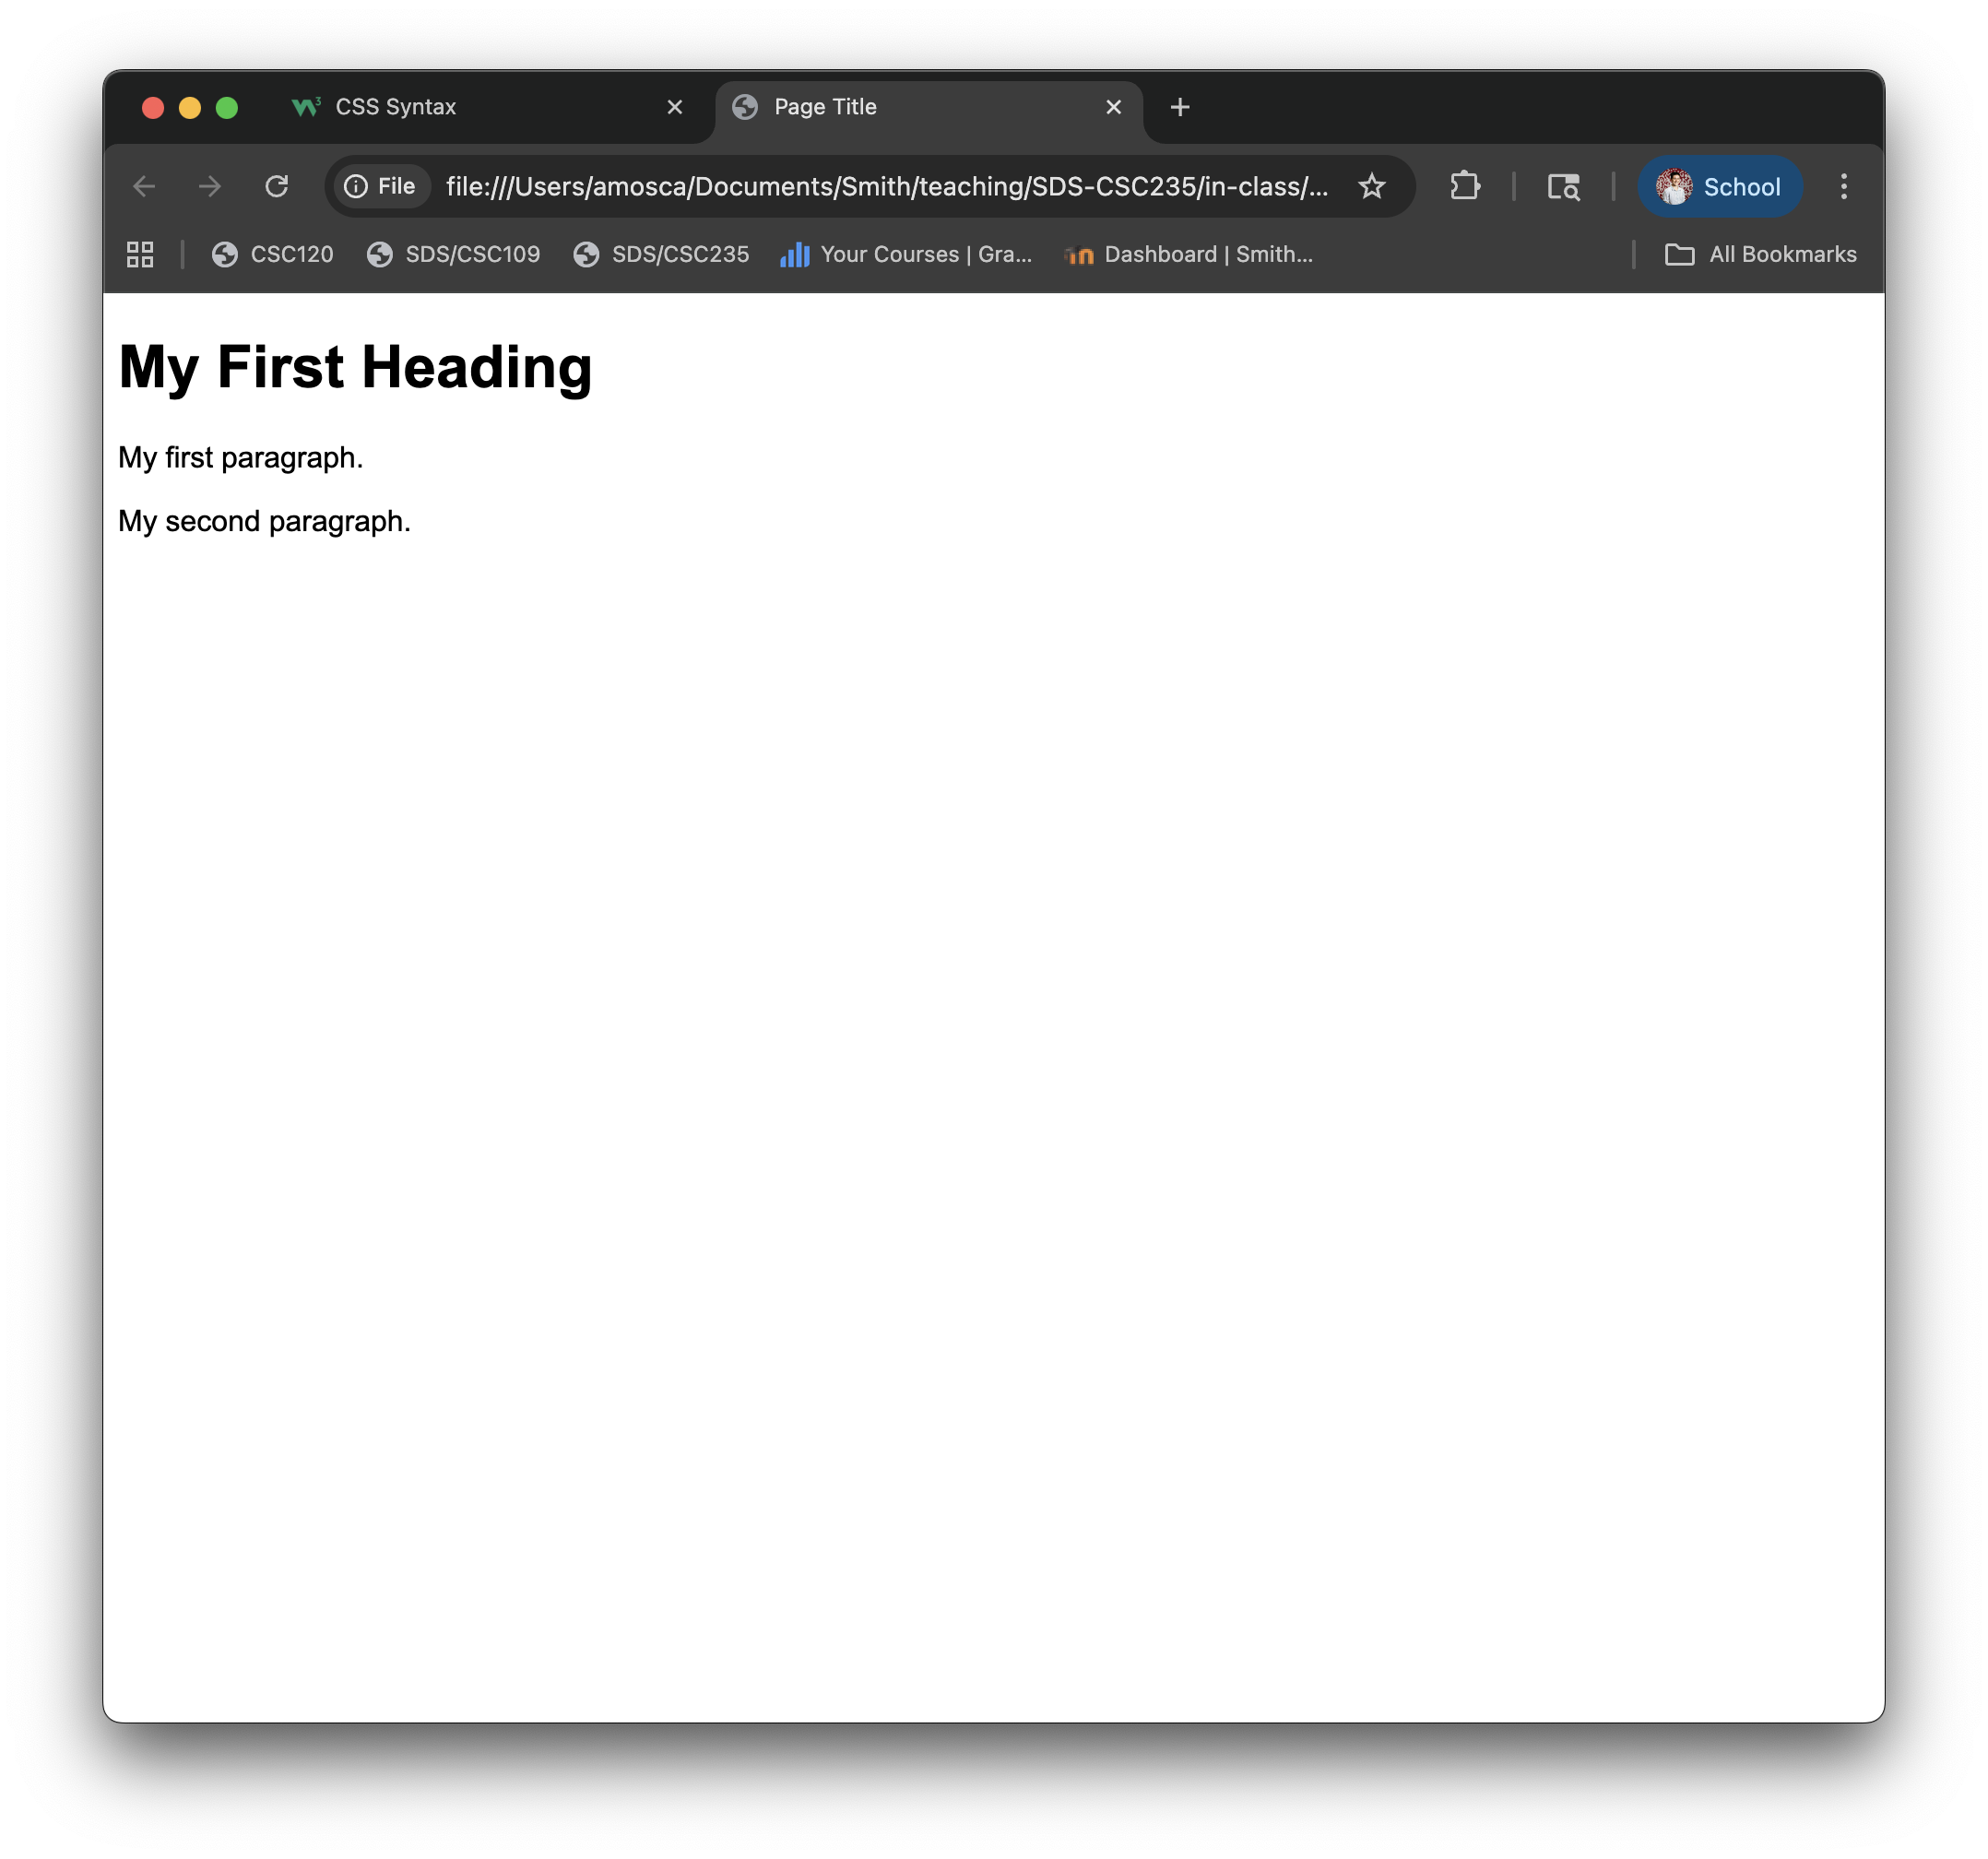 CSS Syntax
Page Title
File file:///Users/amosca/Documents/Smith/teaching/SDS-CSC235/in-class/... School
CSC120 SDS/CSC109 SDS/CSC235 Your Courses | Gra... Dashboard | Smith... All Bookmarks
My First Heading
My first paragraph.
My second paragraph.